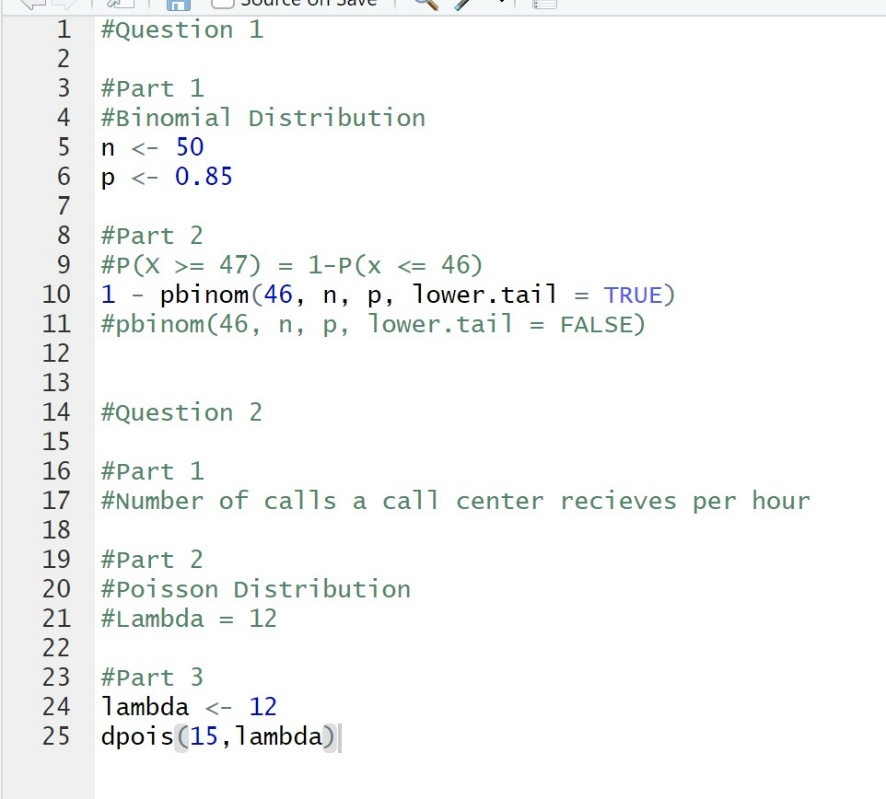 Source on Save
1 #Question 1
2
3 #Part 1
4 #Binomial Distribution
5 n <- 50
6 p <- 0.85
7
8 #Part 2
9 #P(X >= 47) = 1-P(x <= 46)
10 1 - pbinom(46, n, p, lower.tail = TRUE)
11 #pbinom(46, n, p, lower.tail = FALSE)
12
13
14 #Question 2
15
16 #Part 1
17 #Number of calls a call center recieves per hour
18
19 #Part 2
20 #Poisson Distribution
21 #Lambda = 12
22
23 #Part 3
24 lambda <- 12
25 dpois(15,lambda)